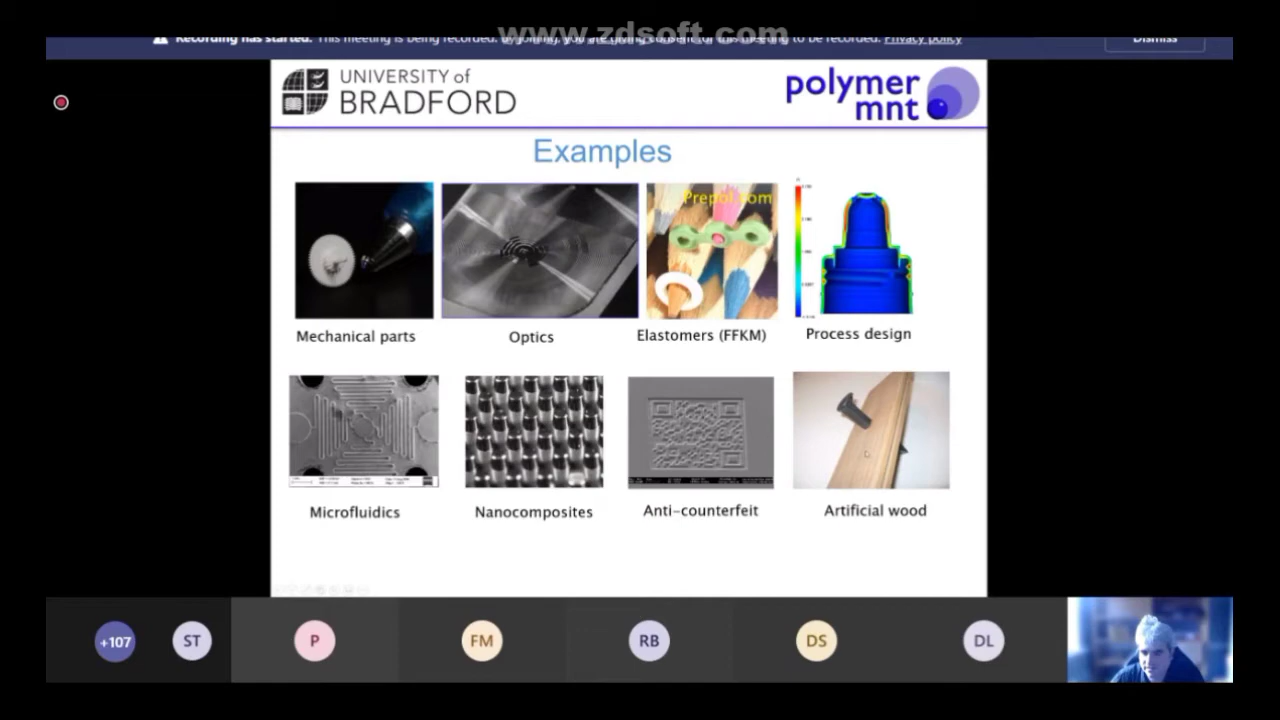 www.zdsoft.com
Recording has started. This meeting is being recorded. By joining, you are giving consent for this meeting to be recorded. Privacy policy
Dismiss
UNIVERSITY of
BRADFORD
polymer
mnt
Examples
Prepol.com
Mechanical parts
Optics
Elastomers (FFKM)
Process design
Microfluidics
Nanocomposites
Anti-counterfeit
Artificial wood
+107
ST
P
FM
RB
DS
DL